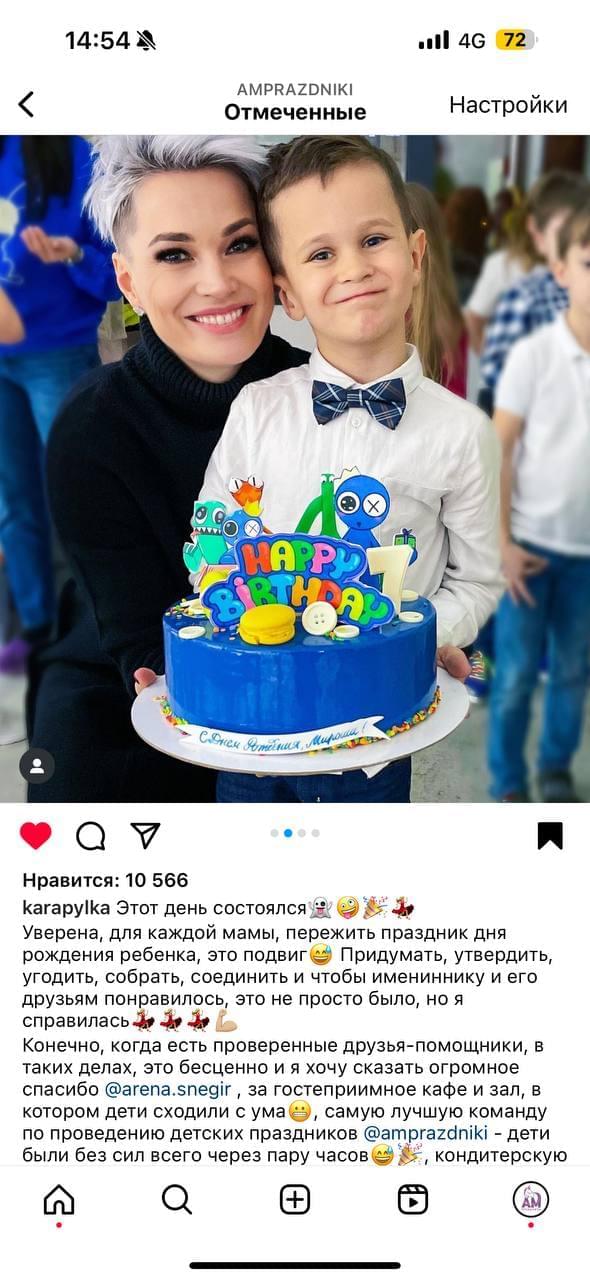 14:54
4G 72
AMPRAZDNIKI
Отмеченные
Настройки
HAPPY
BIRTHDAY
7
С Днем Рождения, Мироша!
Нравится: 10 566
karapylka Этот день состоялся👻🤪🎉💃
Уверена, для каждой мамы, пережить праздник дня
рождения ребенка, это подвиг😅 Придумать, утвердить,
угодить, собрать, соединить и чтобы имениннику и его
друзьям понравилось, это не просто было, но я
справилась💃💃💃💪🏼
Конечно, когда есть проверенные друзья-помощники, в
таких делах, это бесценно и я хочу сказать огромное
спасибо @arena.snegir , за гостеприимное кафе и зал, в
котором дети сходили с ума😬, самую лучшую команду
по проведению детских праздников @amprazdniki - дети
были без сил всего через пару часов😅🎉, кондитерскую
AM